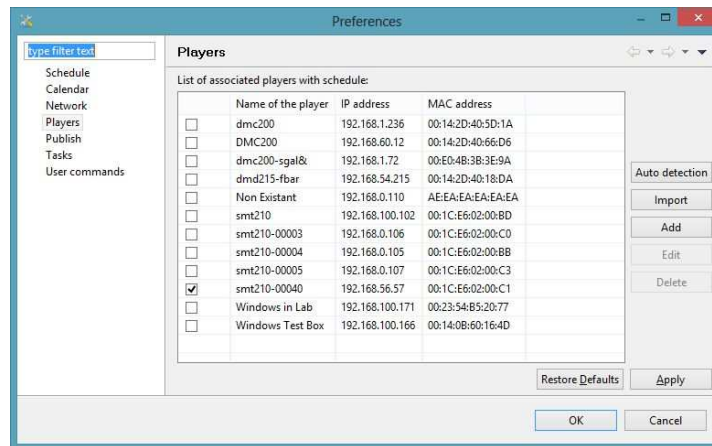 Preferences
type filter text
Schedule
Calendar
Network
Players
Publish
Tasks
User commands
Players
List of associated players with schedule:
Name of the player IP address MAC address
dmc200 192.168.1.236 00:14:2D:40:5D:1A
DMC200 192.168.60.12 00:14:2D:40:66:D6
dmc200-sgal& 192.168.1.72 00:E0:4B:3B:3E:9A
dmd215-fbar 192.168.54.215 00:14:2D:40:18:DA
Non Existant 192.168.0.110 AE:EA:EA:EA:EA:EA
smt210 192.168.100.102 00:1C:E6:02:00:BD
smt210-00003 192.168.0.106 00:1C:E6:02:00:C0
smt210-00004 192.168.0.105 00:1C:E6:02:00:BB
smt210-00005 192.168.0.107 00:1C:E6:02:00:C3
smt210-00040 192.168.56.57 00:1C:E6:02:00:C1
Windows in Lab 192.168.100.171 00:23:54:B5:20:77
Windows Test Box 192.168.100.166 00:14:0B:60:16:4D
Auto detection
Import
Add
Edit
Delete
Restore Defaults Apply
OK Cancel